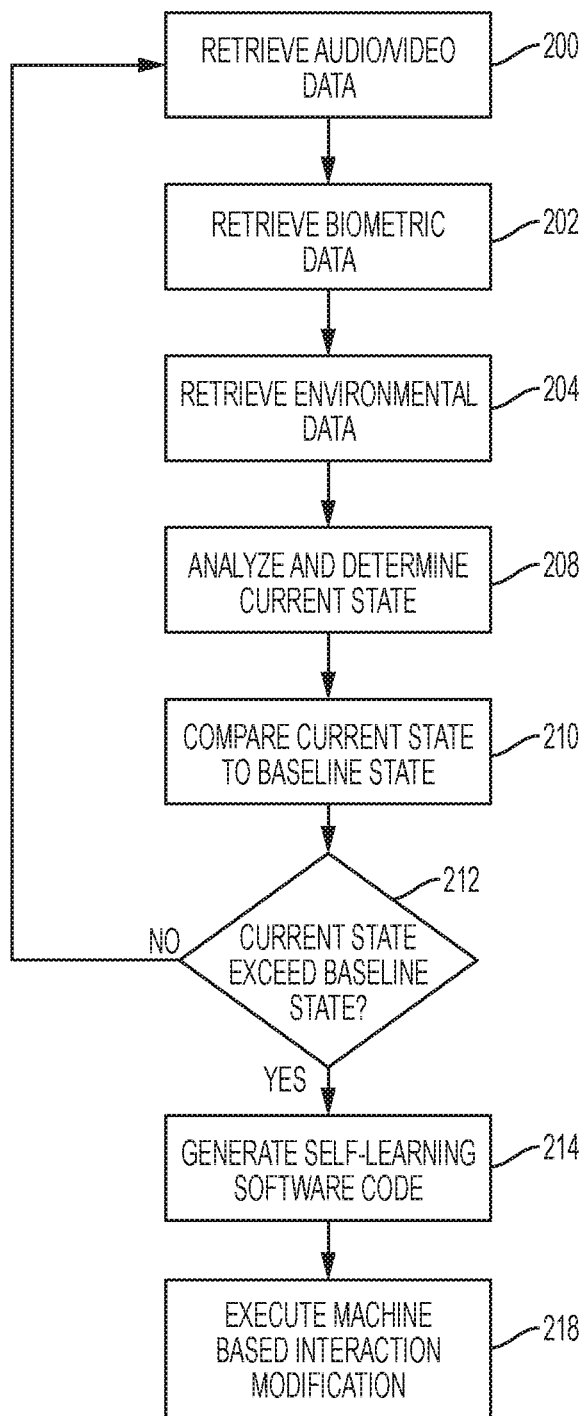 RETRIEVE AUDIO/VIDEO
DATA
200
RETRIEVE BIOMETRIC
DATA
202
RETRIEVE ENVIRONMENTAL
DATA
204
ANALYZE AND DETERMINE
CURRENT STATE
208
COMPARE CURRENT STATE
TO BASELINE STATE
210
212
NO
CURRENT STATE
EXCEED BASELINE
STATE?
YES
GENERATE SELF-LEARNING
SOFTWARE CODE
214
EXECUTE MACHINE
BASED INTERACTION
MODIFICATION
218